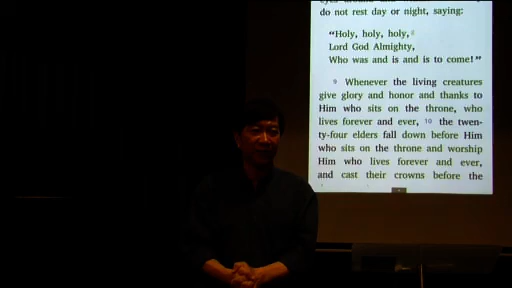 do not rest day or night, saying:
“Holy, holy, holy,
Lord God Almighty,
Who was and is and is to come!”
9 Whenever the living creatures
give glory and honor and thanks to
Him who sits on the throne, who
lives forever and ever, 10 the twen-
ty-four elders fall down before Him
who sits on the throne and worship
Him who lives forever and ever,
and cast their crowns before the